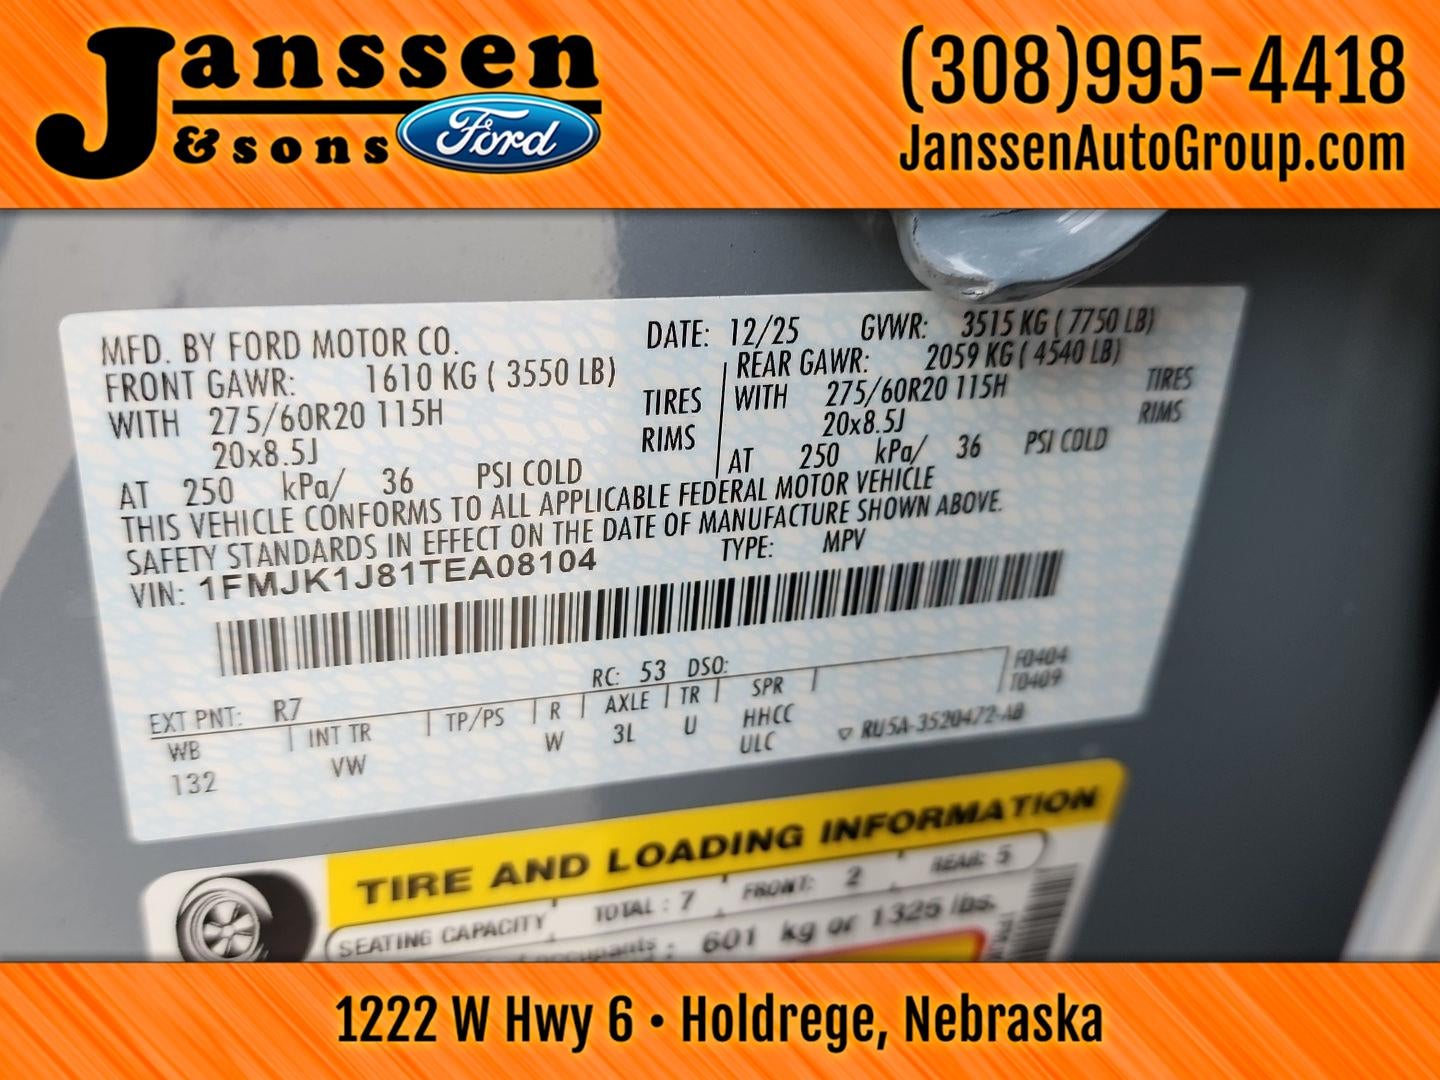 Janssen
& sons Ford
(308)995-4418
JanssenAutoGroup.com
MFD. BY FORD MOTOR CO. DATE: 12/25 GVWR: 3515 KG ( 7750 LB)
FRONT GAWR: 1610 KG ( 3550 LB) REAR GAWR: 2059 KG ( 4540 LB)
WITH 275/60R20 115H TIRES WITH 275/60R20 115H TIRES
20x8.5J RIMS 20x8.5J RIMS
AT 250 kPa/ 36 PSI COLD AT 250 kPa/ 36 PSI COLD
THIS VEHICLE CONFORMS TO ALL APPLICABLE FEDERAL MOTOR VEHICLE
SAFETY STANDARDS IN EFFECT ON THE DATE OF MANUFACTURE SHOWN ABOVE.
VIN: 1FMJK1J81TEA08104 TYPE: MPV
EXT PNT: R7 RC: 53 DSO: F0404
WB INT TR TP/PS R AXLE TR SPR T0409
132 VW W 3L U HHCC
ULC ▽ RU5A-3520472-AB
TIRE AND LOADING INFORMATION
SEATING CAPACITY TOTAL : 7 FRONT: 2 REAR: 5
occupants : 601 kg or 1325 lbs.
1222 W Hwy 6 • Holdrege, Nebraska